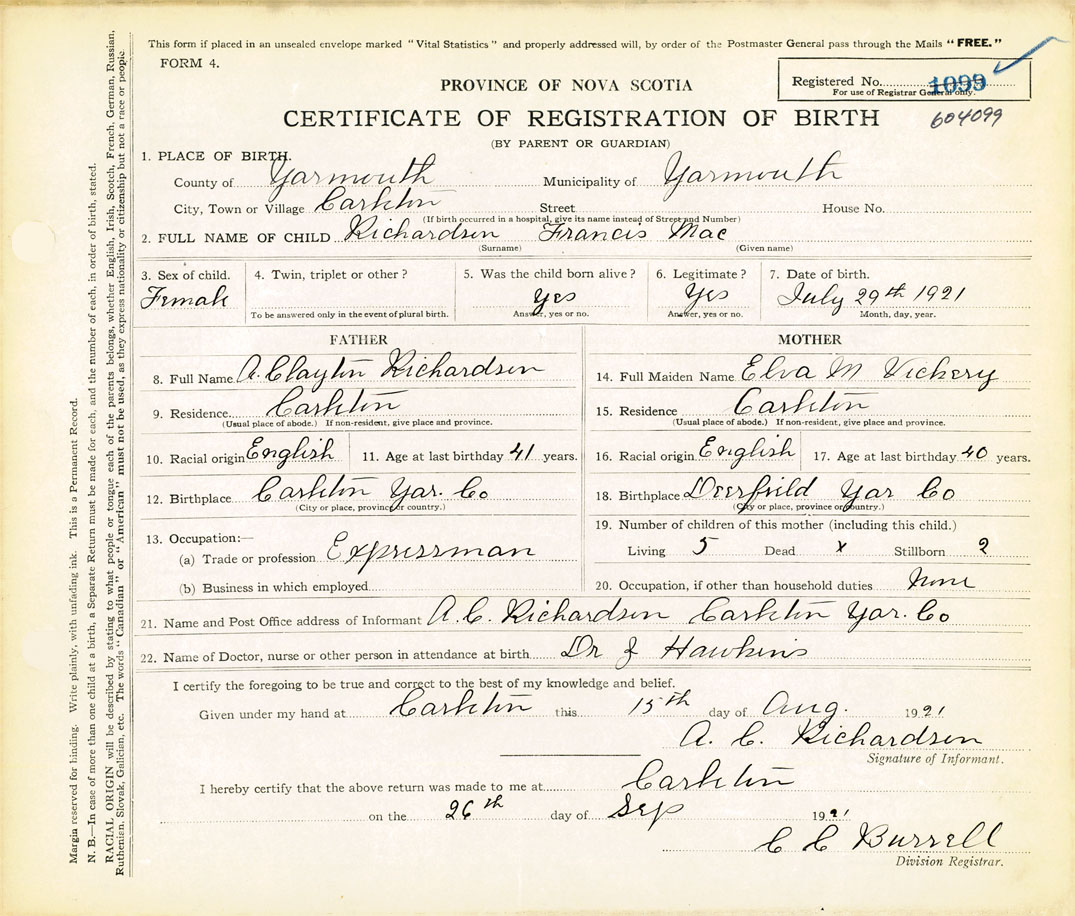 This form if placed in an unsealed envelope marked "Vital Statistics" and properly addressed will, by order of the Postmaster General pass through the Mails "FREE."
FORM 4.
Registered No. 1099
For use of Registrar General only.
604099
PROVINCE OF NOVA SCOTIA
CERTIFICATE OF REGISTRATION OF BIRTH
(BY PARENT OR GUARDIAN)
1. PLACE OF BIRTH.
County of Yarmouth Municipality of Yarmouth
City, Town or Village Carleton Street House No.
(If birth occurred in a hospital, give its name instead of Street and Number)
2. FULL NAME OF CHILD Richardson Francis Mac
(Surname) (Given name)
3. Sex of child. 4. Twin, triplet or other? 5. Was the child born alive? 6. Legitimate? 7. Date of birth.
Female Yes Yes July 29th 1921
To be answered only in the event of plural birth. Answer, yes or no. Answer, yes or no. Month, day, year.
FATHER MOTHER
8. Full Name A. Clayton Richardson 14. Full Maiden Name Elva M Vickery
9. Residence Carleton 15. Residence Carleton
(Usual place of abode.) If non-resident, give place and province. (Usual place of abode.) If non-resident, give place and province.
10. Racial origin English 11. Age at last birthday 41 years. 16. Racial origin English 17. Age at last birthday 40 years.
12. Birthplace Carleton Yar. Co 18. Birthplace Deerfield Yar Co
(City or place, province or country.) (City or place, province or country.)
19. Number of children of this mother (including this child.)
13. Occupation:—
(a) Trade or profession Expressman Living 5 Dead x Stillborn 2
(b) Business in which employed 20. Occupation, if other than household duties None
21. Name and Post Office address of Informant A. C. Richardson Carleton Yar. Co
22. Name of Doctor, nurse or other person in attendance at birth Dr J Hawkins
I certify the foregoing to be true and correct to the best of my knowledge and belief.
Given under my hand at Carleton this 15th day of Aug. 1921
A. C. Richardson
Signature of Informant.
I hereby certify that the above return was made to me at Carleton
on the 26th day of Sep 1921
C C Burrell
Division Registrar.
Margin reserved for binding. Write plainly, with unfading ink. This is a Permanent Record.
N. B.—In case of more than one child at a birth, a Separate Return must be made for each, and the number of each, in order of birth, stated.
RACIAL ORIGIN will be described by stating to what people or tongue each of the parents belongs, whether English, Irish, Scotch, French, German, Russian,
Ruthenian, Slovak, Galician, etc. The words "Canadian" or "American" must not be used, as they express nationality or citizenship but not a race or people.